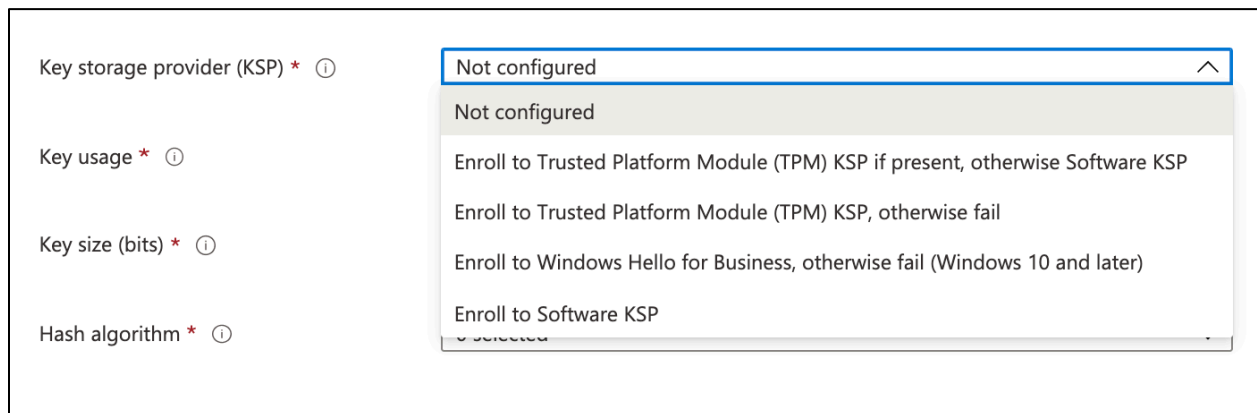 Key storage provider (KSP) *
Not configured
Not configured
Key usage *
Enroll to Trusted Platform Module (TPM) KSP if present, otherwise Software KSP
Enroll to Trusted Platform Module (TPM) KSP, otherwise fail
Key size (bits) *
Enroll to Windows Hello for Business, otherwise fail (Windows 10 and later)
Enroll to Software KSP
Hash algorithm *
selected